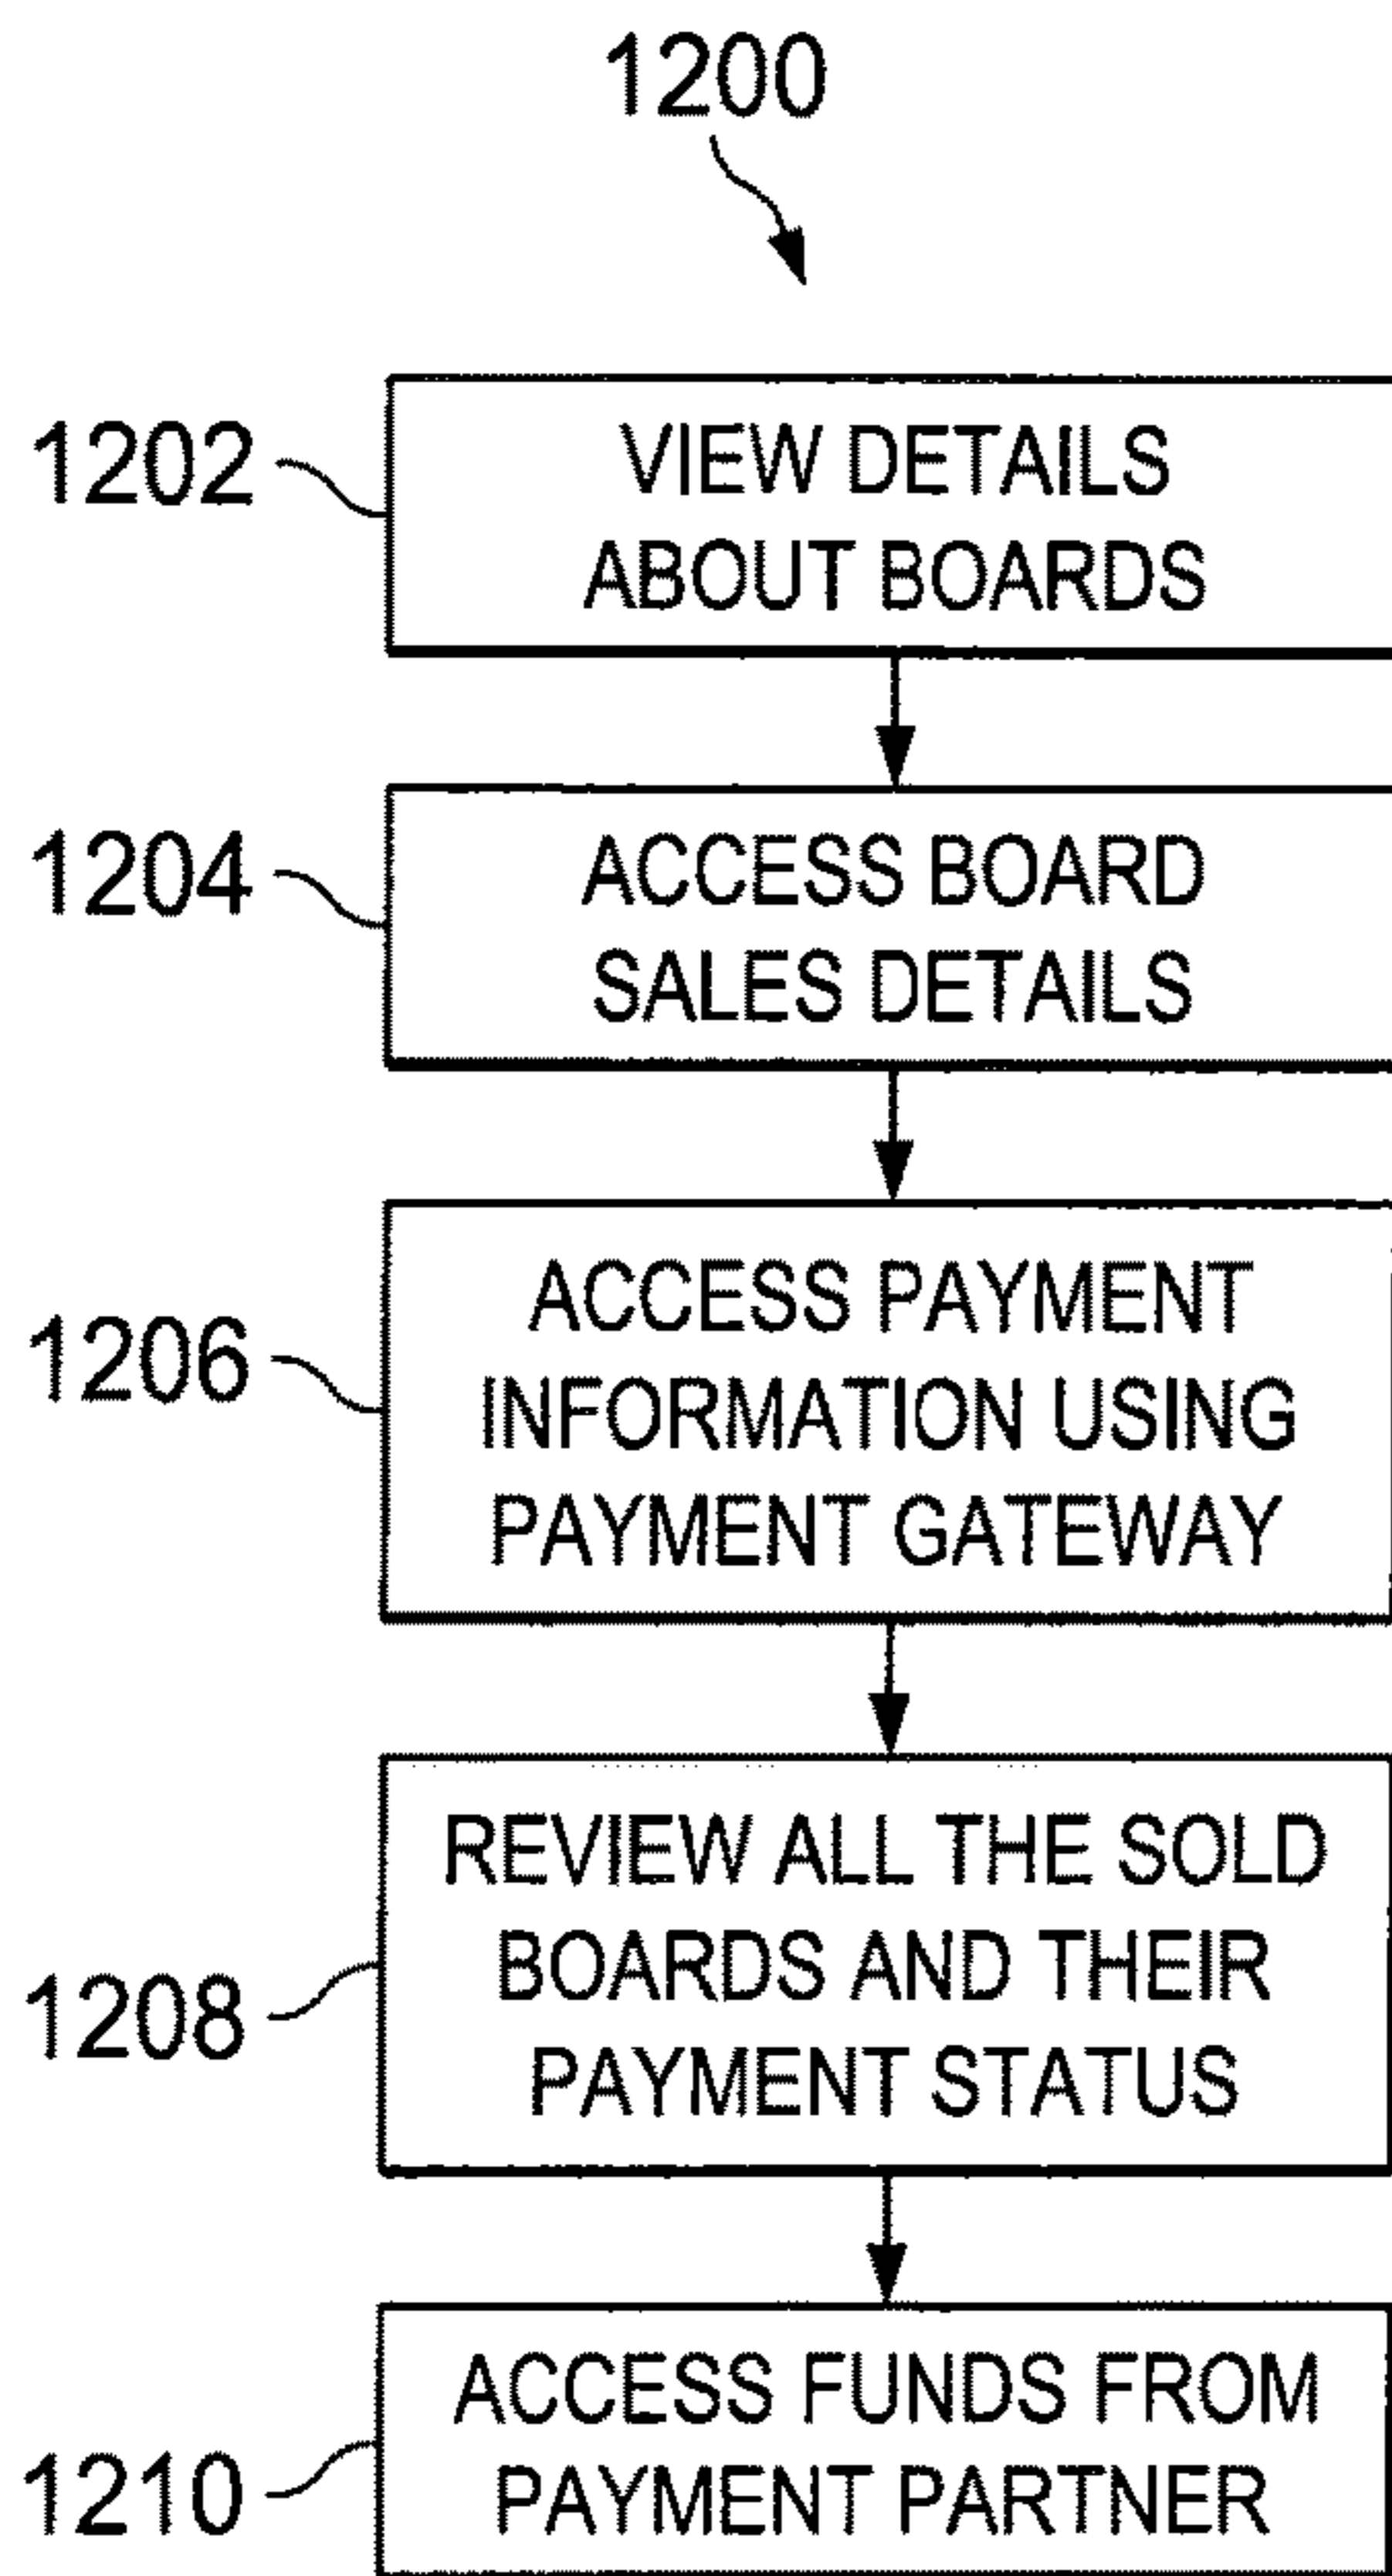 1200
1202
VIEW DETAILS
ABOUT BOARDS
1204
ACCESS BOARD
SALES DETAILS
1206
ACCESS PAYMENT
INFORMATION USING
PAYMENT GATEWAY
1208
REVIEW ALL THE SOLD
BOARDS AND THEIR
PAYMENT STATUS
1210
ACCESS FUNDS FROM
PAYMENT PARTNER